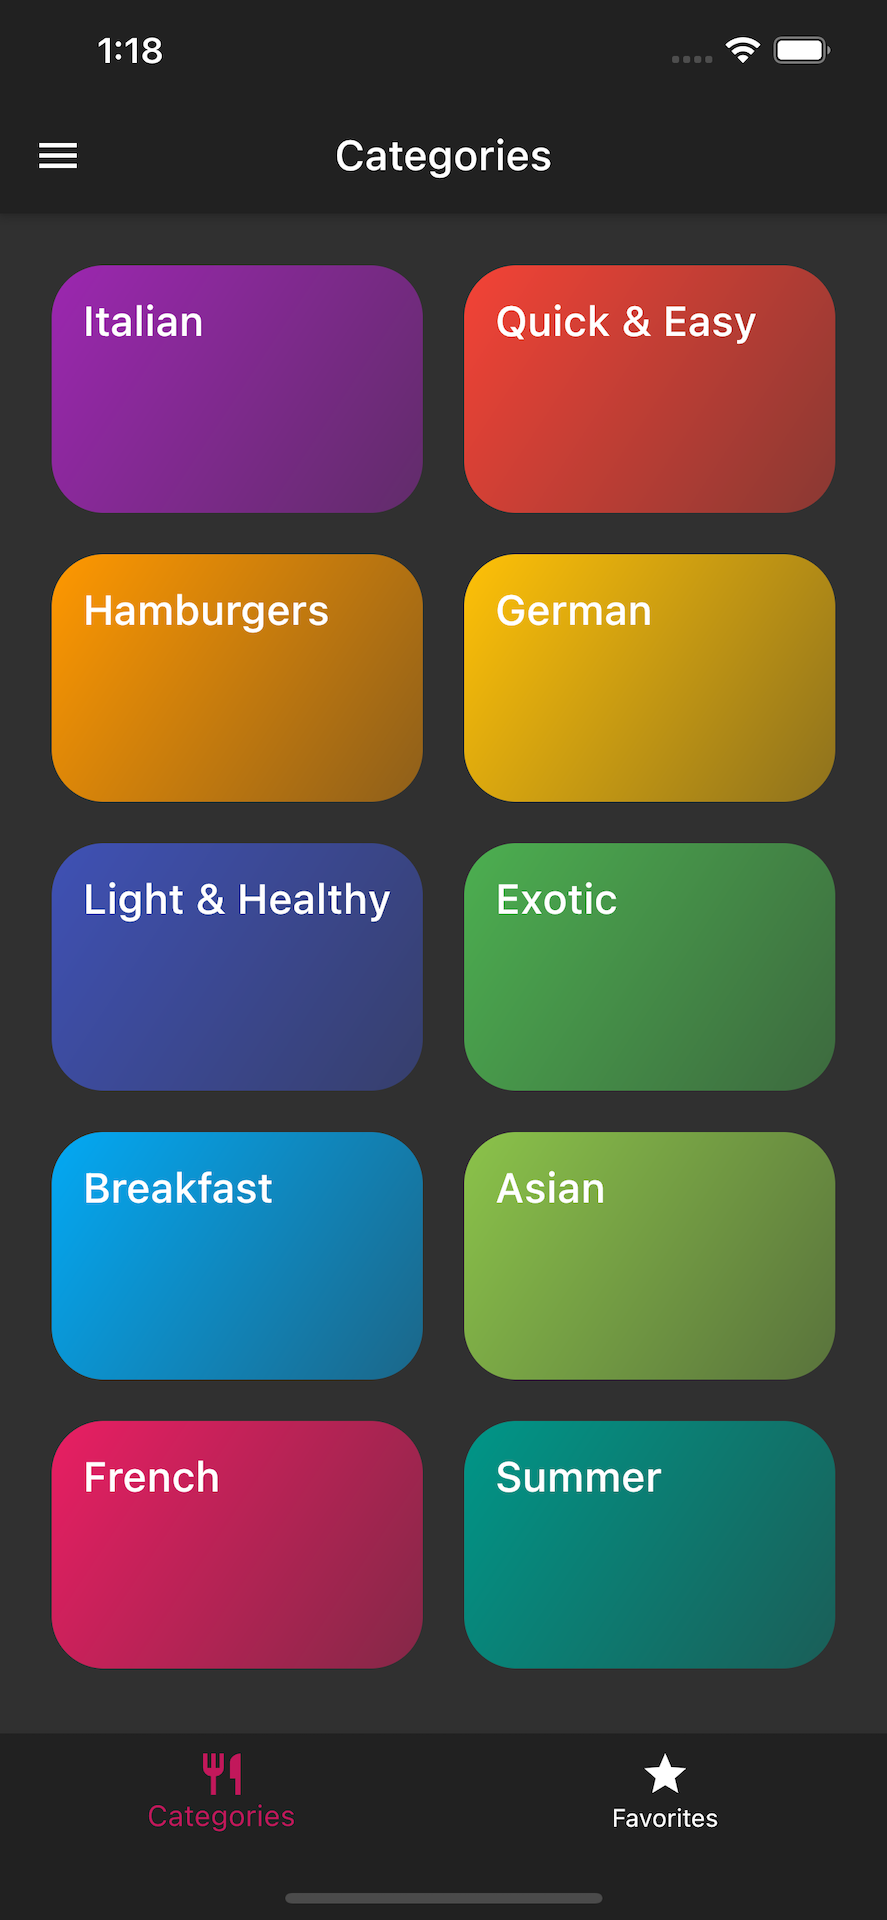 1:18
Categories
Italian
Quick & Easy
Hamburgers
German
Light & Healthy
Exotic
Breakfast
Asian
French
Summer
Categories
Favorites